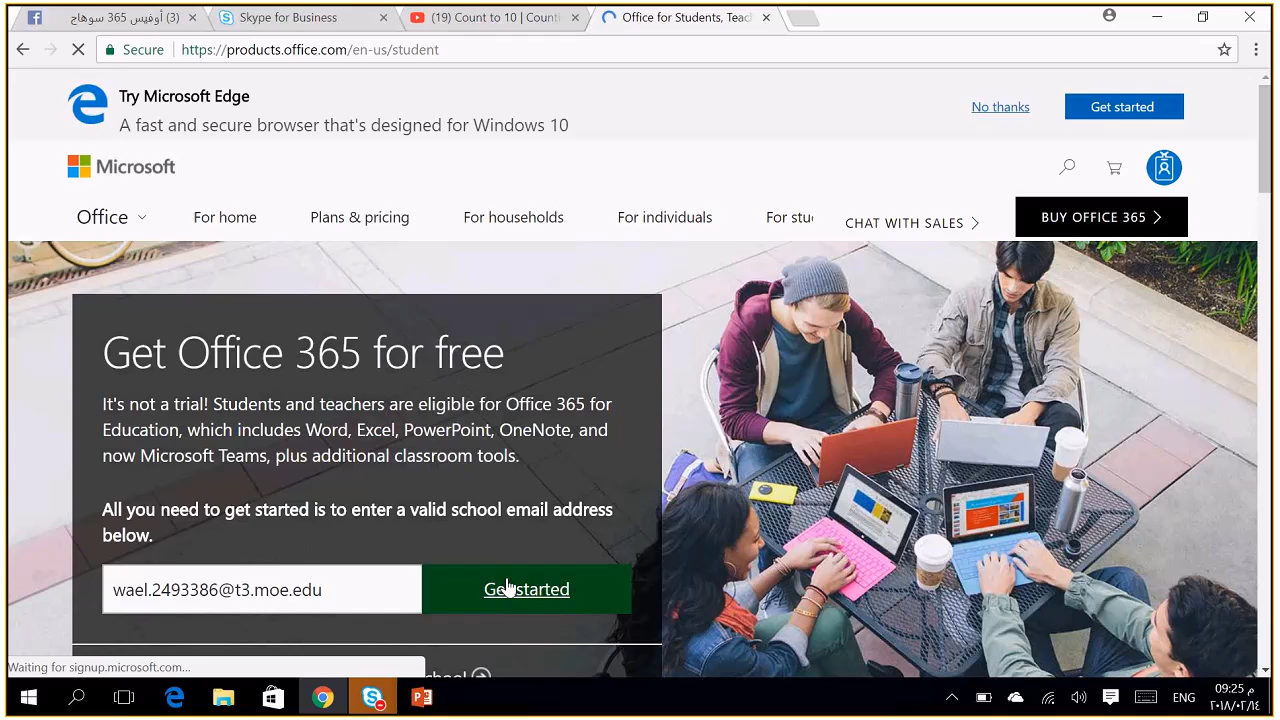 (3) أوفيس 365 سوهاج
Skype for Business
(19) Count to 10 | Count
Office for Students, Teac
Secure
https://products.office.com/en-us/student
Try Microsoft Edge
A fast and secure browser that's designed for Windows 10
No thanks
Get started
Microsoft
Office
For home
Plans & pricing
For households
For individuals
For stu
CHAT WITH SALES
BUY OFFICE 365
Get Office 365 for free
It's not a trial! Students and teachers are eligible for Office 365 for
Education, which includes Word, Excel, PowerPoint, OneNote, and
now Microsoft Teams, plus additional classroom tools.
All you need to get started is to enter a valid school email address
below.
wael.2493386@t3.moe.edu
Get started
Waiting for signup.microsoft.com...
ENG
09:25 م
٢٠١٨/٠٢/١٤